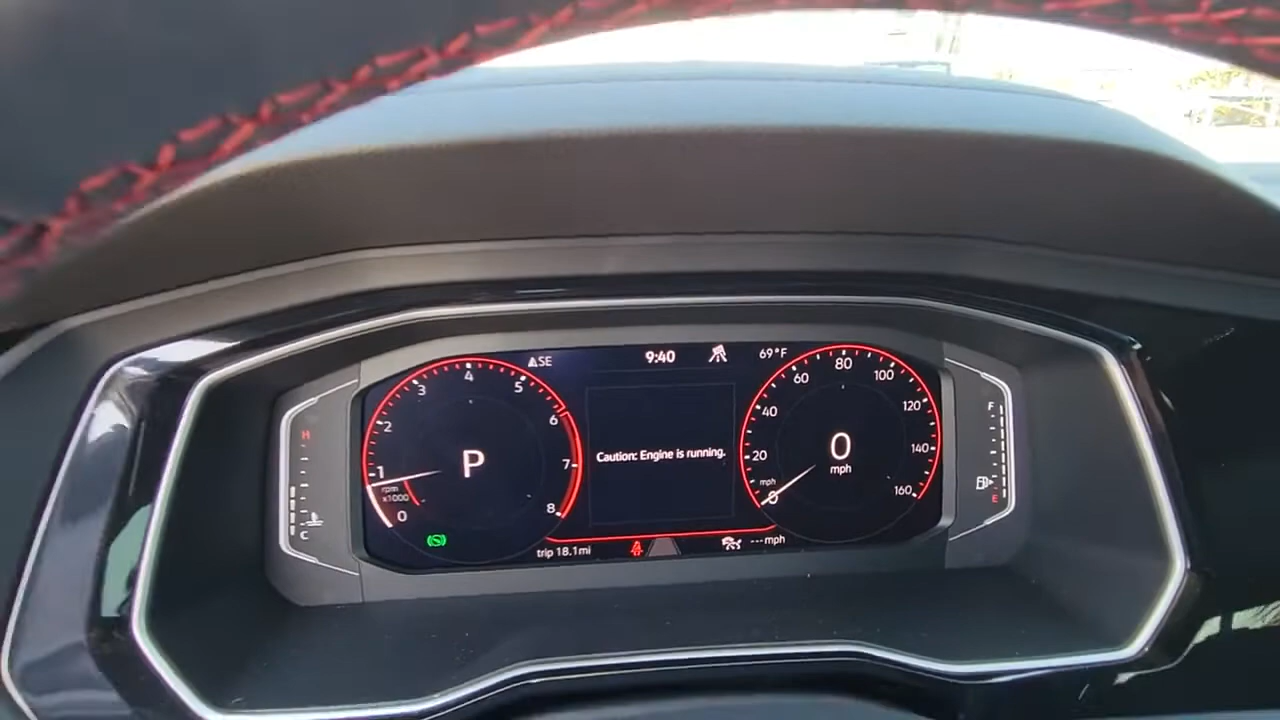 SE
9:40
69°F
0
1
2
3
4
5
6
7
8
rpm
x1000
P
Caution: Engine is running.
0
20
40
60
80
100
120
140
160
mph
0
mph
H
C
F
E
trip 18.1mi
---mph